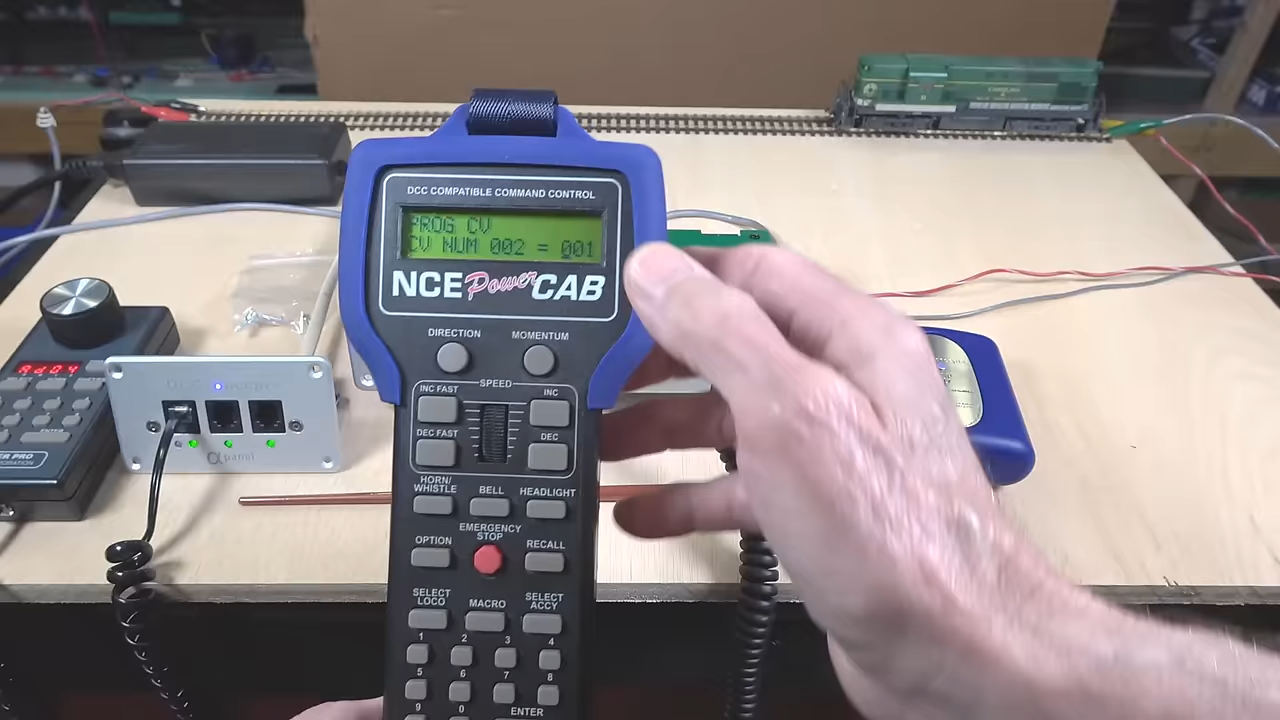 DCC COMPATIBLE COMMAND CONTROL
PROG CV
CV NUM 002 = 001
NCE Power CAB
DIRECTION
MOMENTUM
SPEED
INC FAST
INC
DEC FAST
DEC
HORN/
WHISTLE
BELL
HEADLIGHT
EMERGENCY
STOP
OPTION
RECALL
SELECT
LOCO
MACRO
SELECT
ACCY
1
2
3
4
5
6
7
8
9
0
ENTER
Ad04
ENTER
αpanel